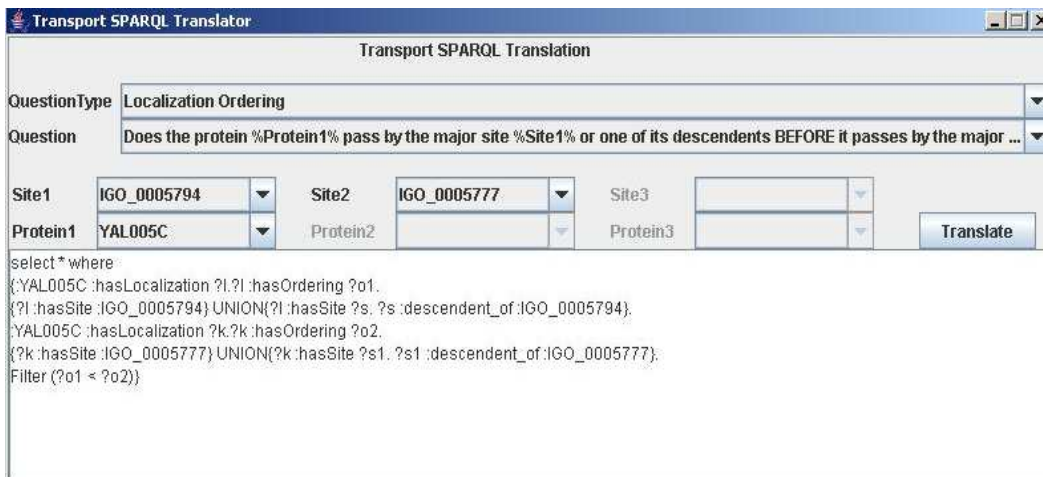 Transport SPARQL Translator
Transport SPARQL Translation
QuestionType Localization Ordering
Question Does the protein %Protein1% pass by the major site %Site1% or one of its descendents BEFORE it passes by the major ...
Site1 IGO_0005794 Site2 IGO_0005777 Site3
Protein1 YAL005C Protein2 Protein3 Translate
select * where
{:YAL005C :hasLocalization ?l.?l :hasOrdering ?o1.
{?l :hasSite :IGO_0005794} UNION{?l :hasSite ?s. ?s :descendent_of :IGO_0005794}.
:YAL005C :hasLocalization ?k.?k :hasOrdering ?o2.
{?k :hasSite :IGO_0005777} UNION{?k :hasSite ?s1. ?s1 :descendent_of :IGO_0005777}.
Filter (?o1 < ?o2)}